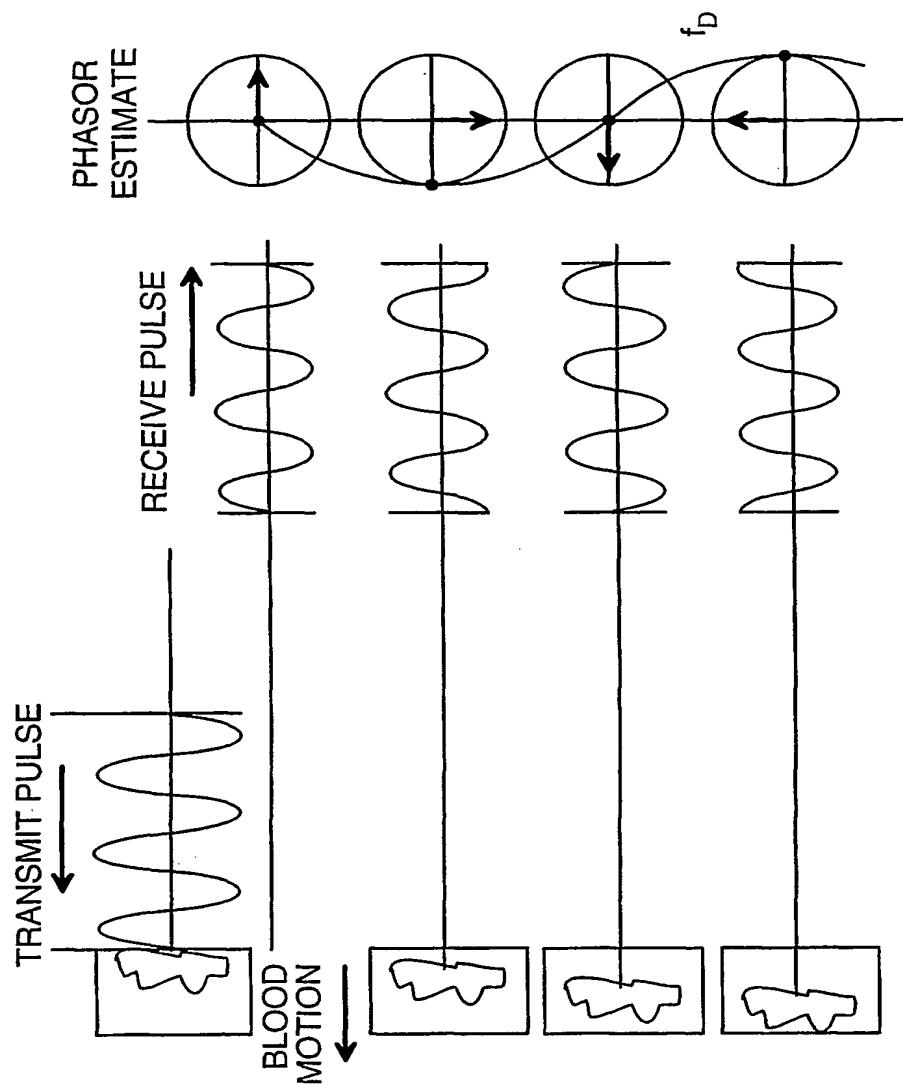 TRANSMIT PULSE
RECEIVE PULSE
PHASOR
ESTIMATE
BLOOD
MOTION
f_D